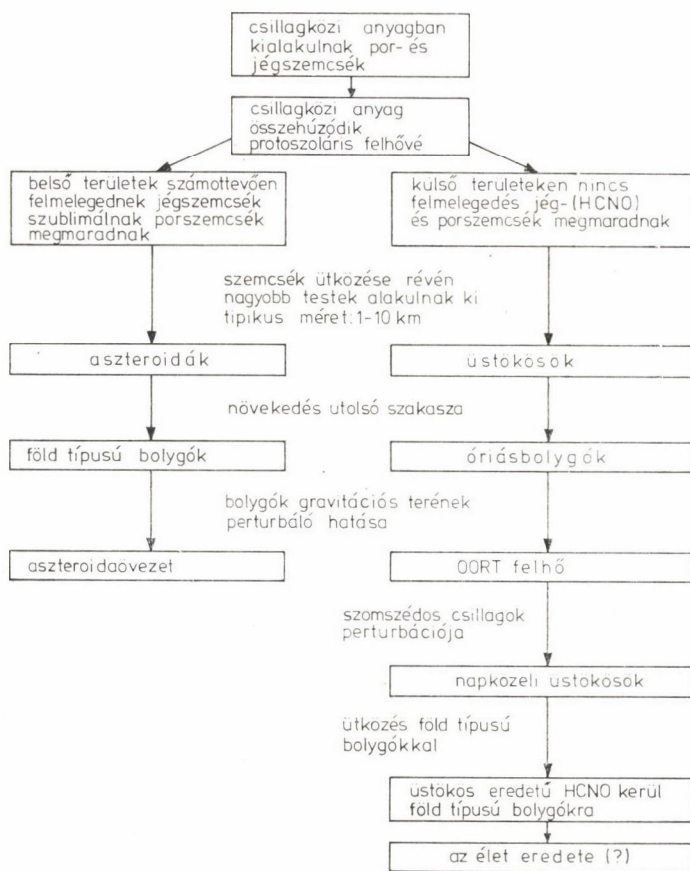 csillagközi anyagban
kialakulnak por- és
jégszemcsék
csillagközi anyag
összehúzódik
protoszoláris felhővé
belső területek számottevően
felmelegednek jégszemcsék
szublimálnak porszemcsék
megmaradnak
külső területeken nincs
felmelegedés jég-(HCNO)
és porszemcsék megmaradnak
szemcsék ütközése révén
nagyobb testek alakulnak ki
tipikus méret: 1-10 km
aszteroidák
üstökösök
növekedés utolsó szakasza
föld típusú bolygók
óriásbolygók
bolygók gravitációs terének
perturbáló hatása
aszteroidaövezet
OORT felhő
szomszédos csillagok
perturbációja
napközeli üstökösök
ütközés föld típusú
bolygókkal
üstökös eredetű HCNO kerül
föld típusú bolygókra
az élet eredete (?)